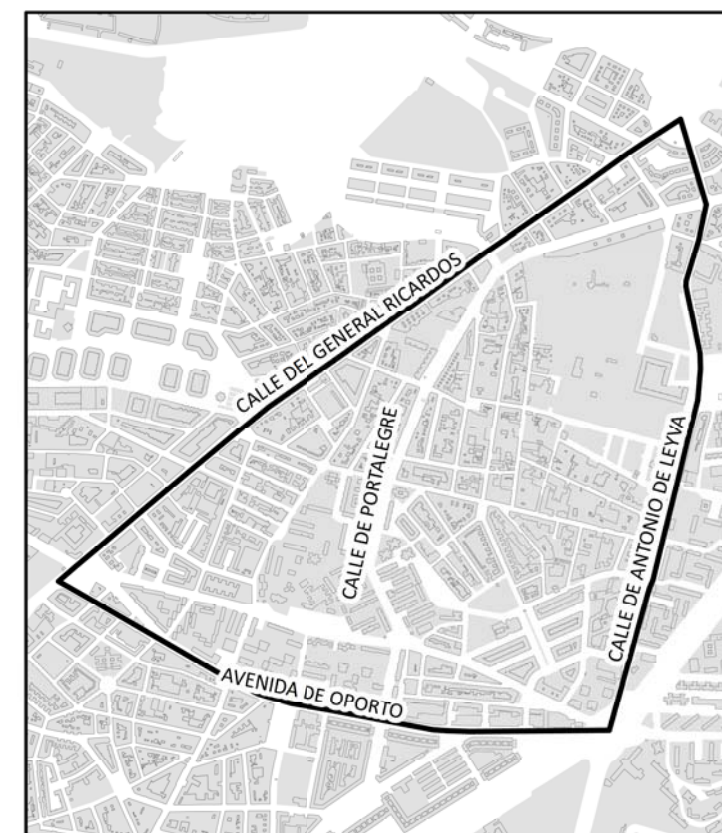 CALLE DEL GENERAL RICARDOS
CALLE DE PORTALEGRE
CALLE DE ANTONIO DE LEYVA
AVENIDA DE OPORTO